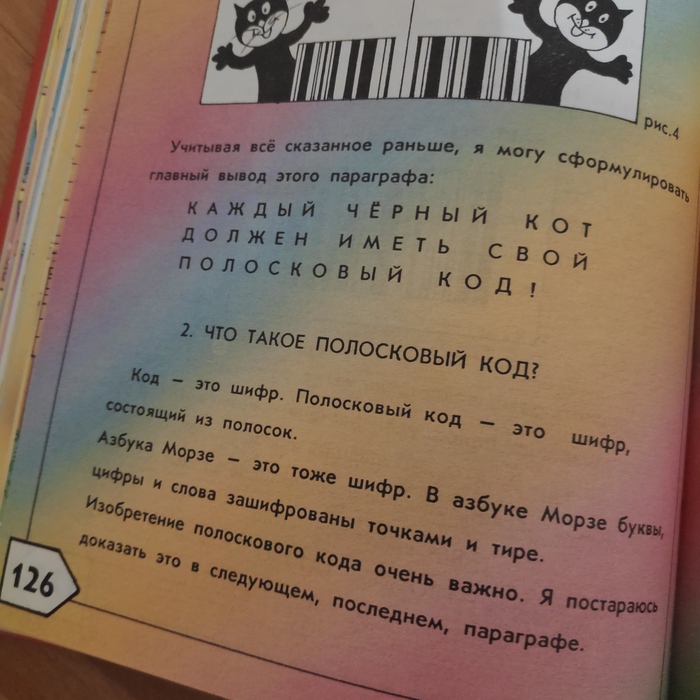 рис.4
Учитывая всё сказанное раньше, я могу сформулировать
главный вывод этого параграфа:
КАЖДЫЙ ЧЁРНЫЙ КОТ
ДОЛЖЕН ИМЕТЬ СВОЙ
ПОЛОСКОВЫЙ КОД!
2. ЧТО ТАКОЕ ПОЛОСКОВЫЙ КОД?
Код – это шифр. Полосковый код – это шифр,
состоящий из полосок.
Азбука Морзе – это тоже шифр. В азбуке Морзе буквы,
цифры и слова зашифрованы точками и тире.
Изобретение полоскового кода очень важно. Я постараюсь
доказать это в следующем, последнем, параграфе.
126